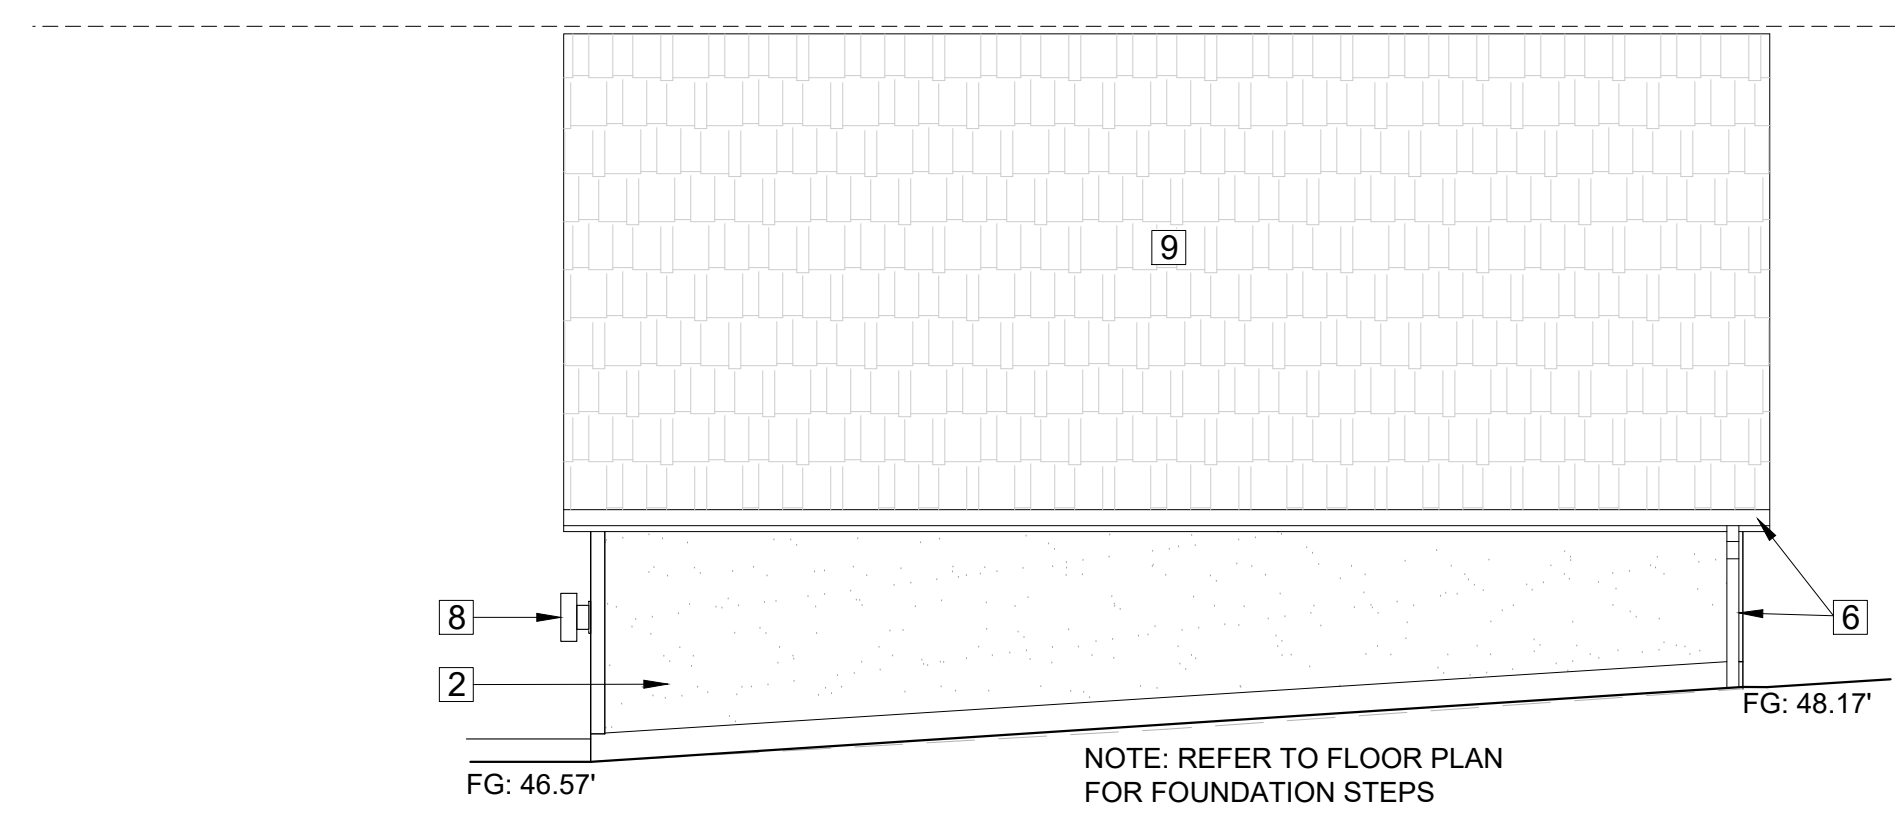 9
8
6
2
FG: 48.17'
NOTE: REFER TO FLOOR PLAN
FOR FOUNDATION STEPS
FG: 46.57'